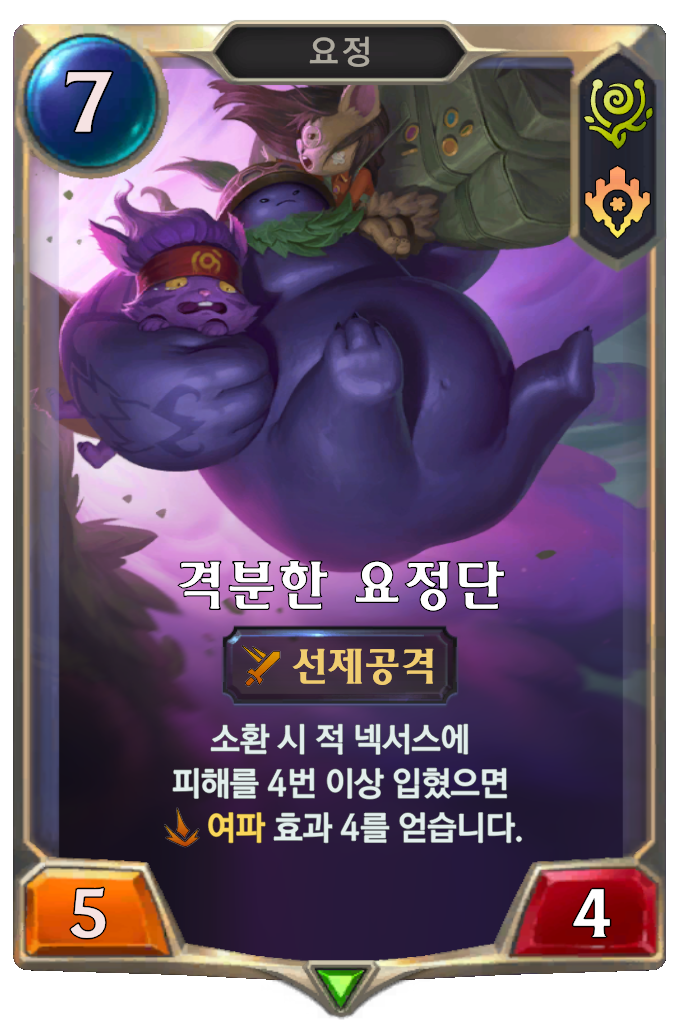 요정
7
격분한 요정단
선제공격
소환 시 적 넥서스에
피해를 4번 이상 입혔으면
여파 효과 4를 얻습니다.
5
4